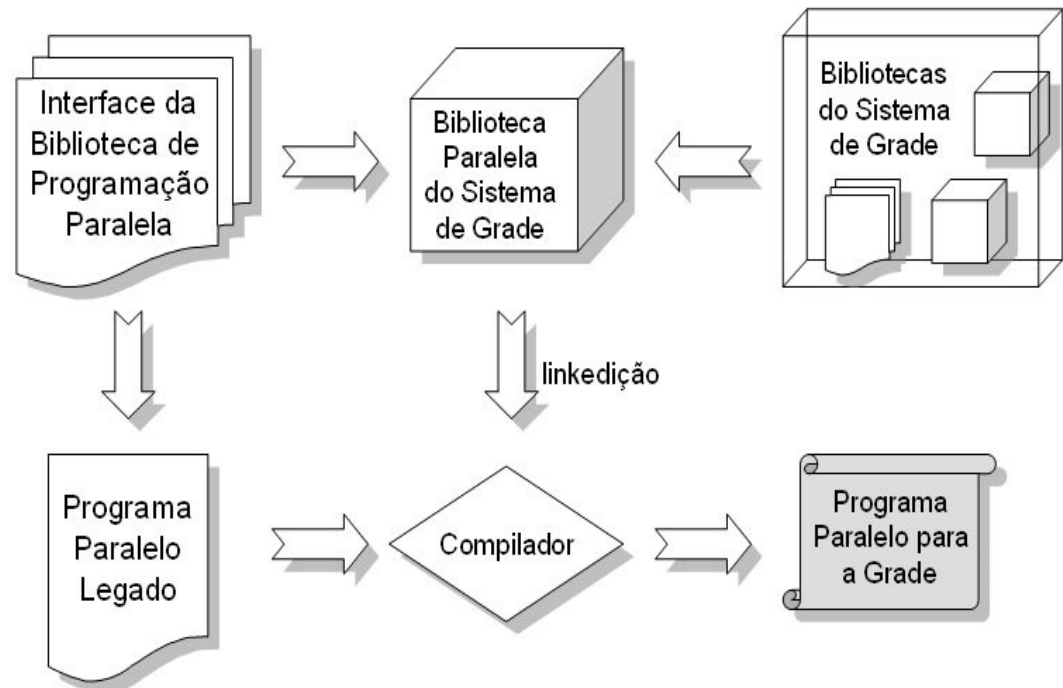 Interface da
Biblioteca de
Programação
Paralela
Biblioteca
Paralela
do Sistema
de Grade
Bibliotecas
do Sistema
de Grade
linkedição
Programa
Paralelo
Legado
Compilador
Programa
Paralelo para
a Grade